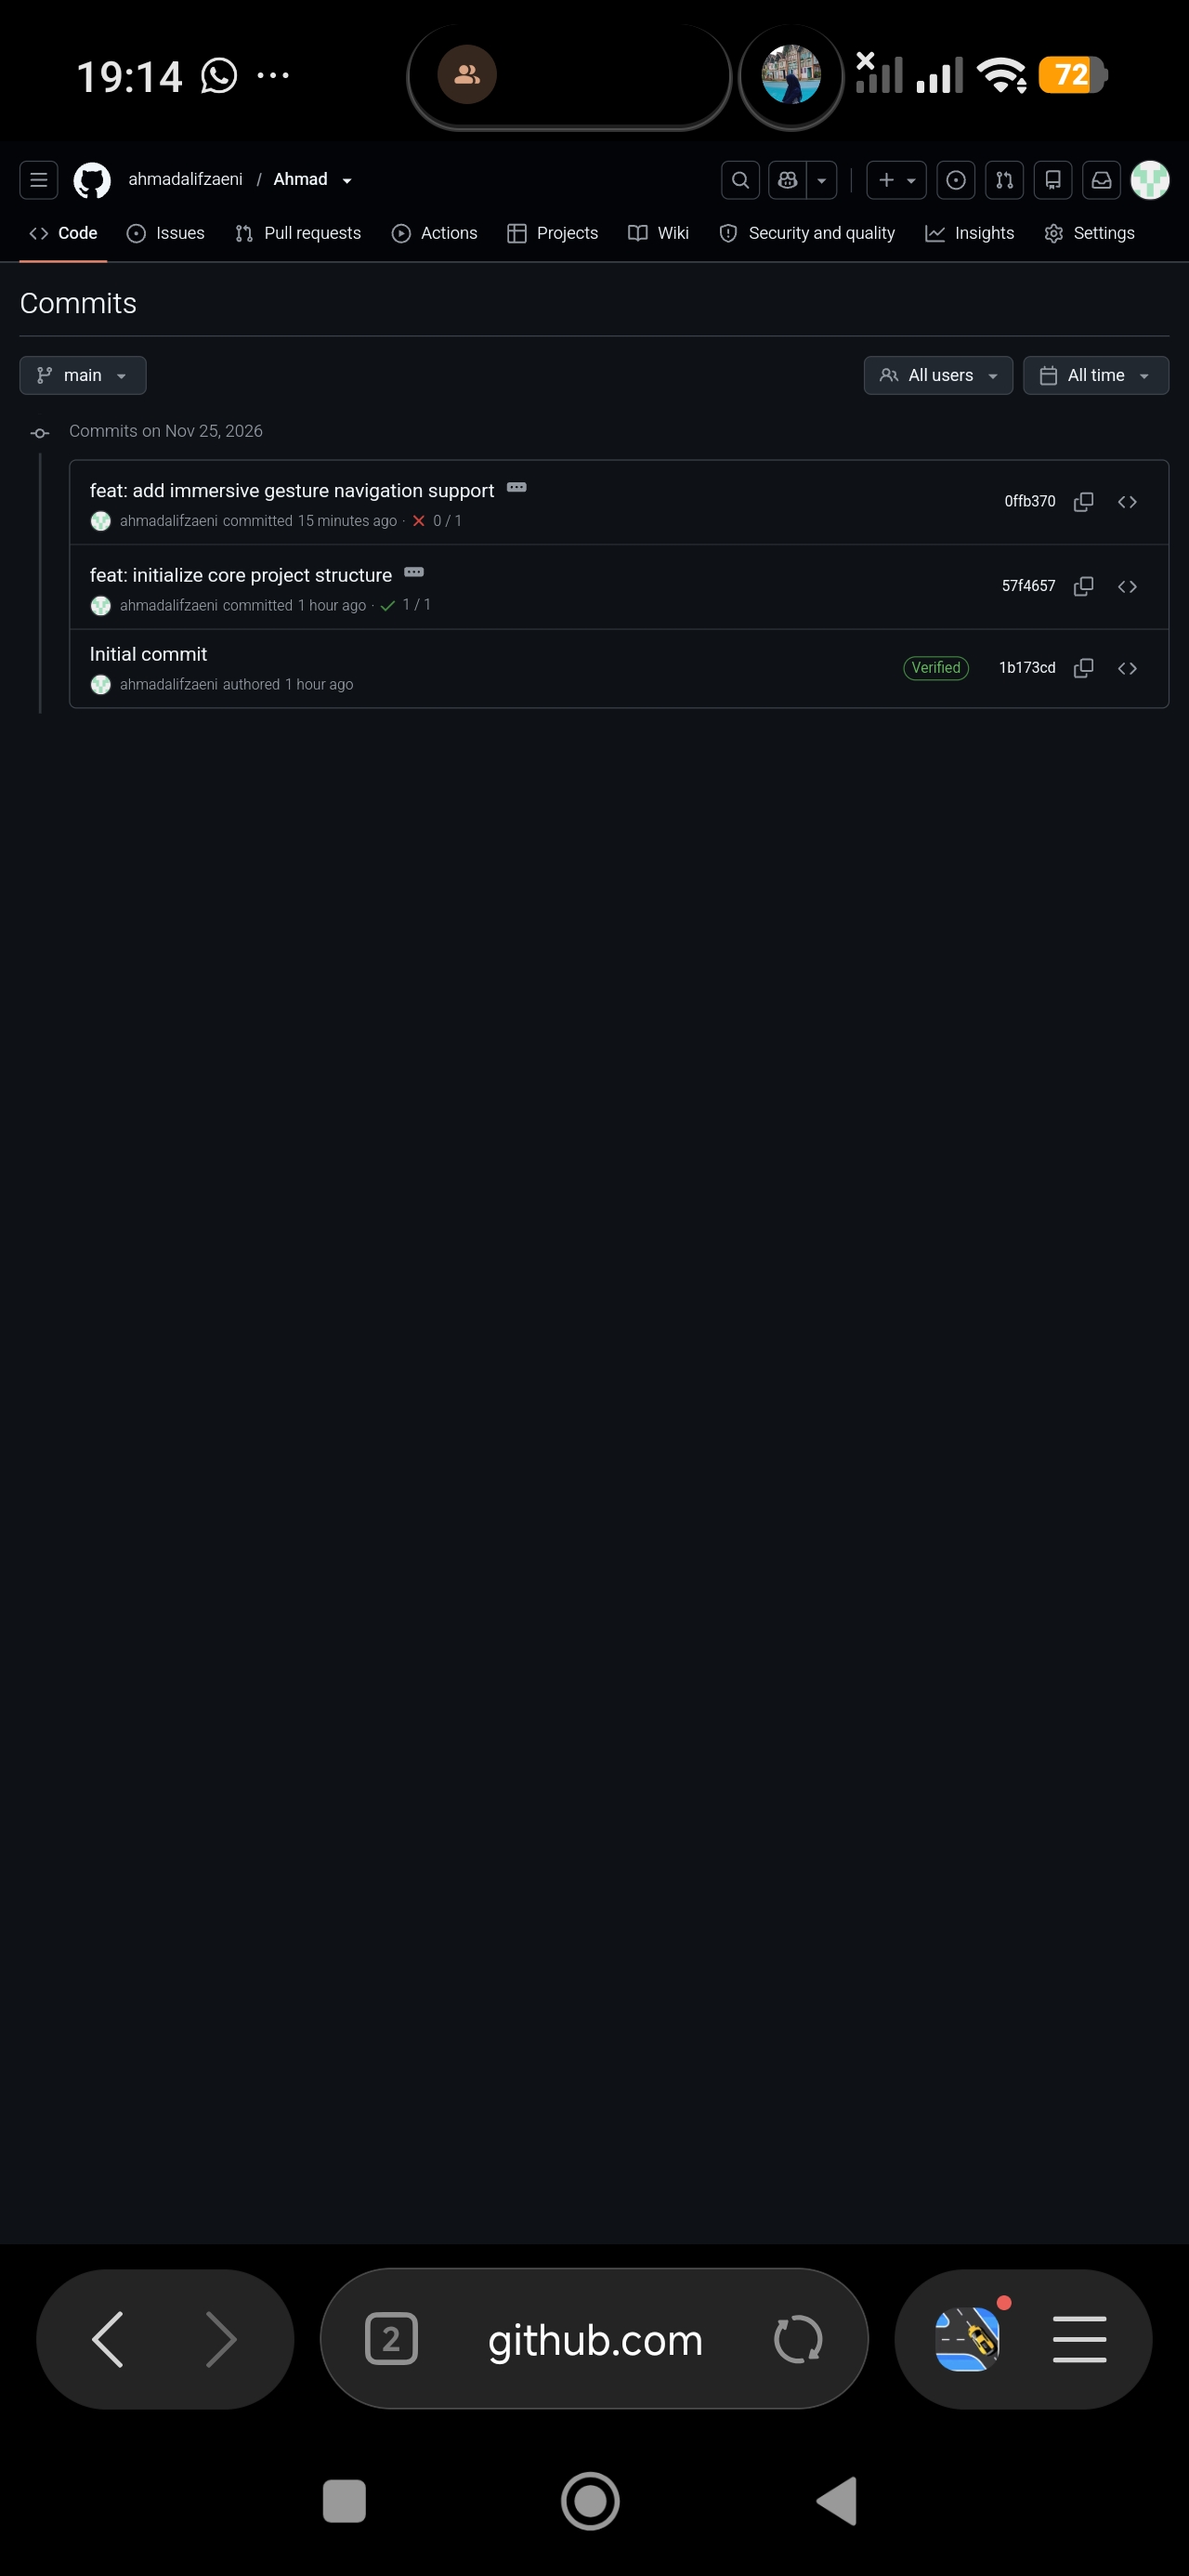 19:14 ... 72
ahmadalifzaeni / Ahmad
Code Issues Pull requests Actions Projects Wiki Security and quality Insights Settings
Commits
main All users All time
Commits on Nov 25, 2026
feat: add immersive gesture navigation support
0ffb370
ahmadalifzaeni committed 15 minutes ago · 0 / 1
feat: initialize core project structure
57f4657
ahmadalifzaeni committed 1 hour ago · 1 / 1
Initial commit
Verified 1b173cd
ahmadalifzaeni authored 1 hour ago
2 github.com